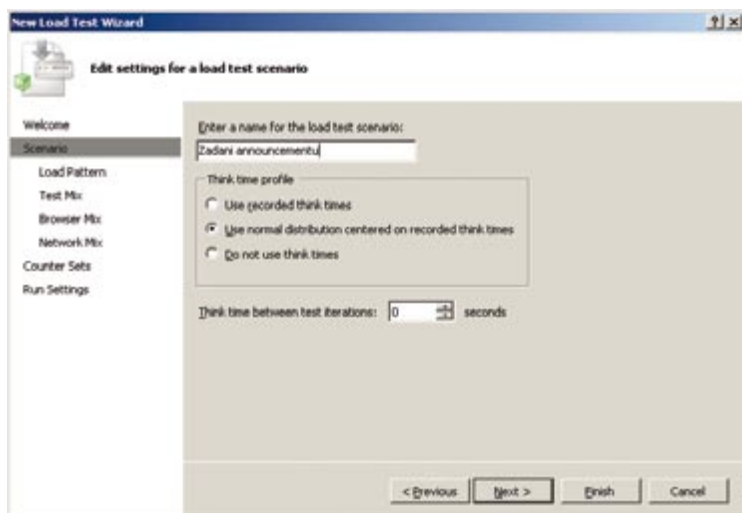 New Load Test Wizard
Edit settings for a load test scenario
Welcome
Scenario
Load Pattern
Test Mix
Browser Mix
Network Mix
Counter Sets
Run Settings
Enter a name for the load test scenario:
Zadani announcementu
Think time profile
Use recorded think times
Use normal distribution centered on recorded think times
Do not use think times
Think time between test iterations: 0 seconds
< Previous Next > Finish Cancel